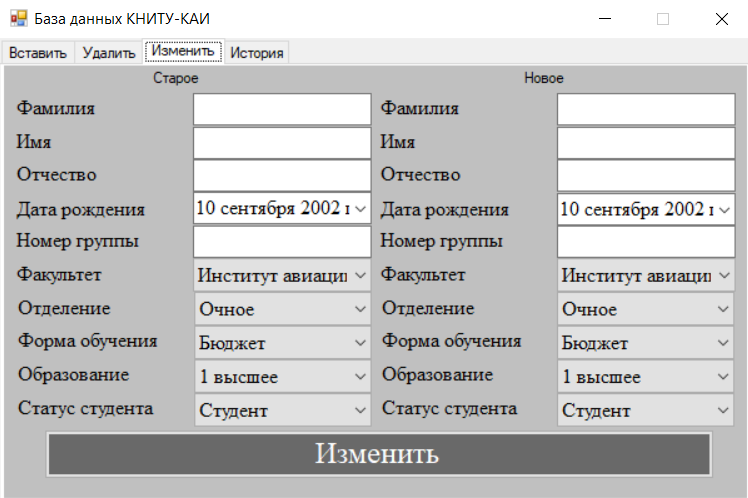 База данных КНИТУ-КАИ
Вставить Удалить Изменить История
Старое Новое
Фамилия Фамилия
Имя Имя
Отчество Отчество
Дата рождения 10 сентября 2002 г Дата рождения 10 сентября 2002 г
Номер группы Номер группы
Факультет Институт авиации Факультет Институт авиации
Отделение Очное Отделение Очное
Форма обучения Бюджет Форма обучения Бюджет
Образование 1 высшее Образование 1 высшее
Статус студента Студент Статус студента Студент
Изменить